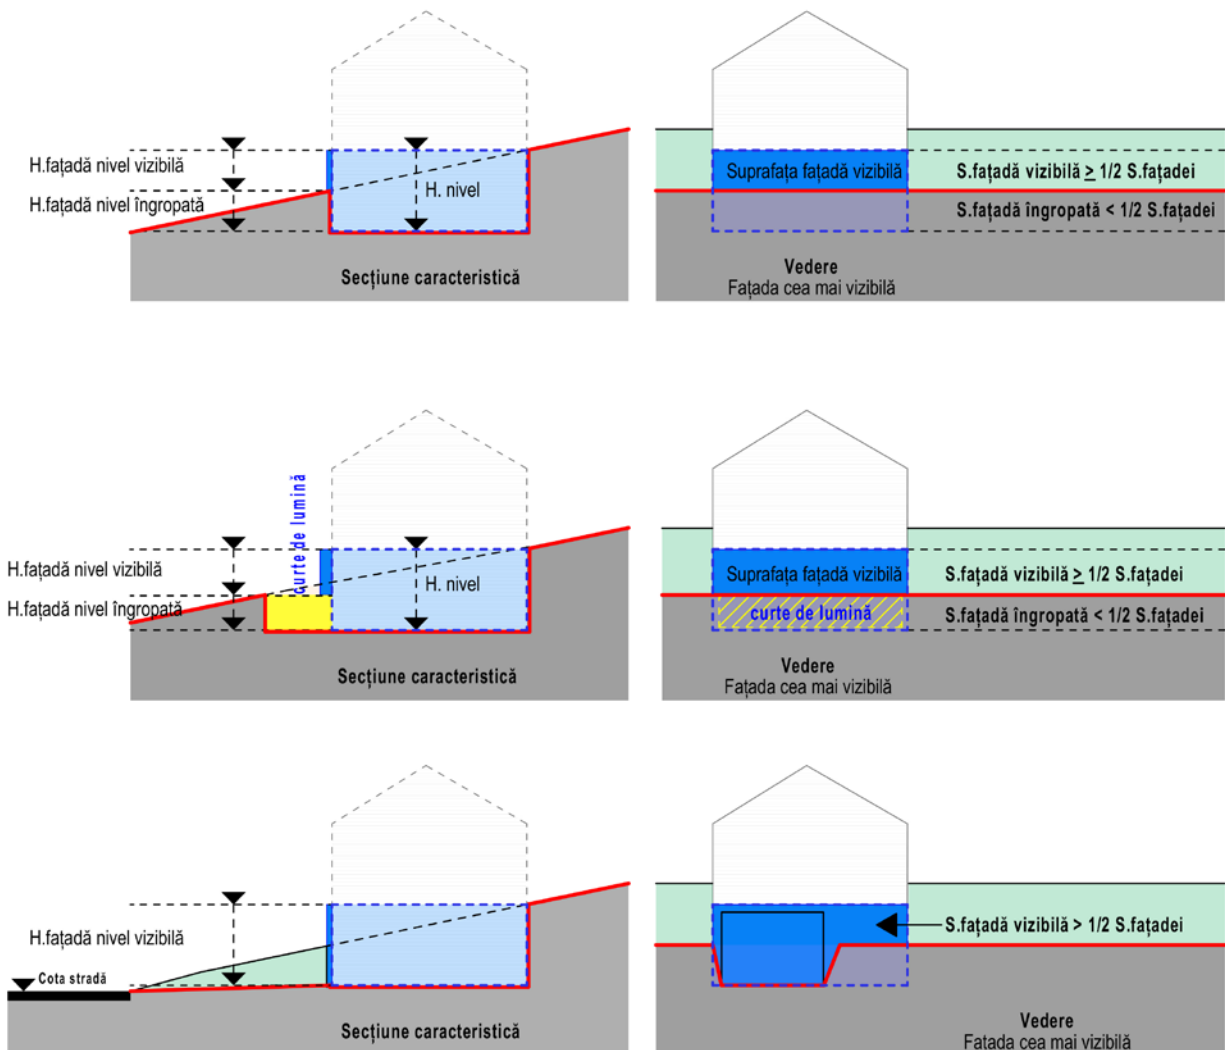 H.fațadă nivel vizibilă
H.fațadă nivel îngropată
H. nivel
Secțiune caracteristică
Suprafața fațadă vizibilă
S.fațadă vizibilă ≥ 1/2 S.fațadei
S.fațadă îngropată < 1/2 S.fațadei
Vedere
Fațada cea mai vizibilă
curte de lumină
H.fațadă nivel vizibilă
H.fațadă nivel îngropată
H. nivel
Secțiune caracteristică
Suprafața fațadă vizibilă
curte de lumină
S.fațadă vizibilă ≥ 1/2 S.fațadei
S.fațadă îngropată < 1/2 S.fațadei
Vedere
Fațada cea mai vizibilă
H.fațadă nivel vizibilă
Cota stradă
Secțiune caracteristică
S.fațadă vizibilă > 1/2 S.fațadei
Vedere
Fațada cea mai vizibilă